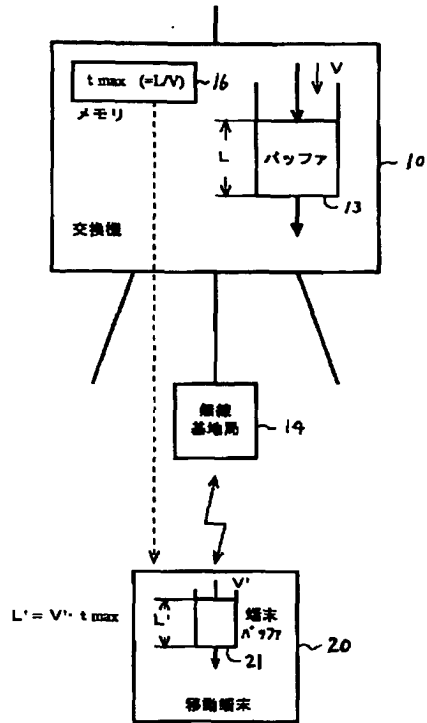 t max (=L/V)
16
メモリ
V
L
バッファ
10
13
交換機
無線
基地局
14
V'
L' = V'· t max
L'
端末
バッファ
21
20
移動端末